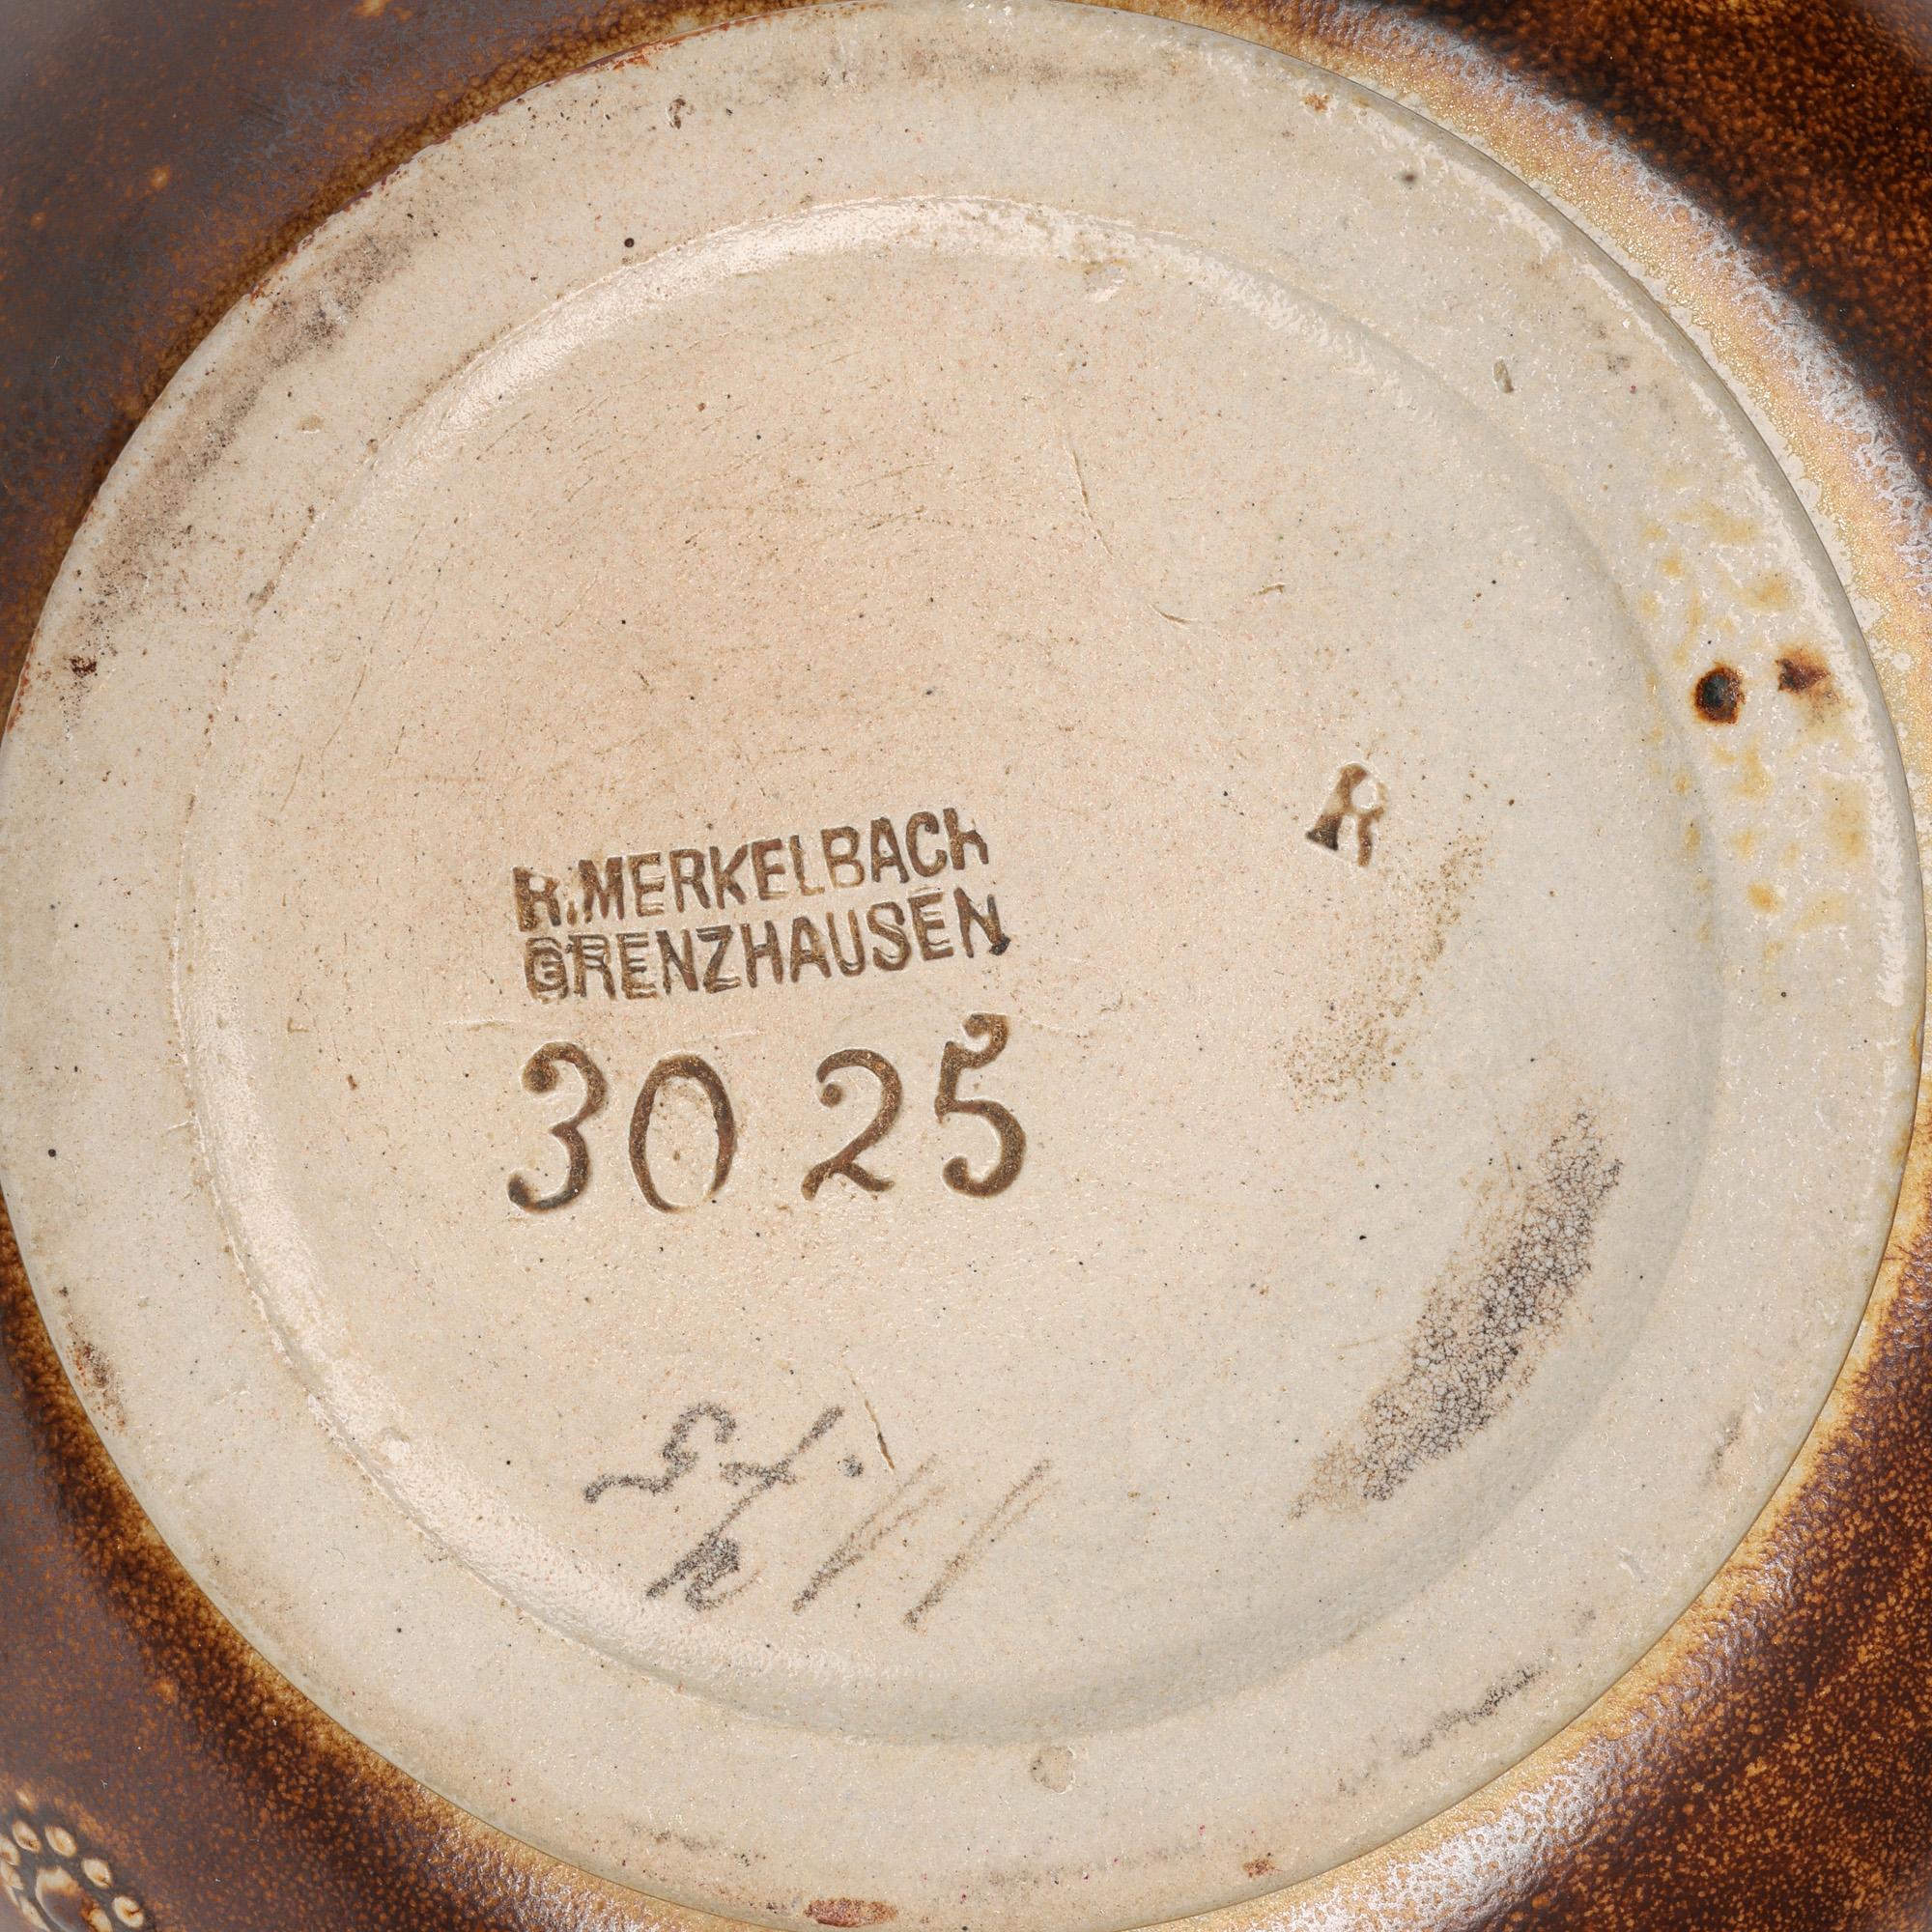 R.MERKELBACH
GRENZHAUSEN
3025
R